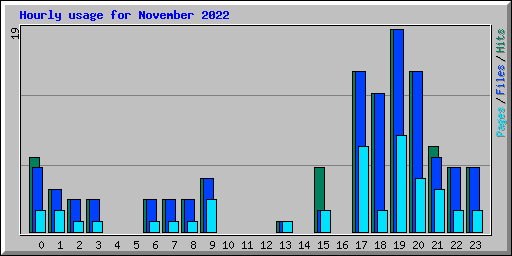 Hourly usage for November 2022
19
Pages / Files / Hits
0 1 2 3 4 5 6 7 8 9 10 11 12 13 14 15 16 17 18 19 20 21 22 23